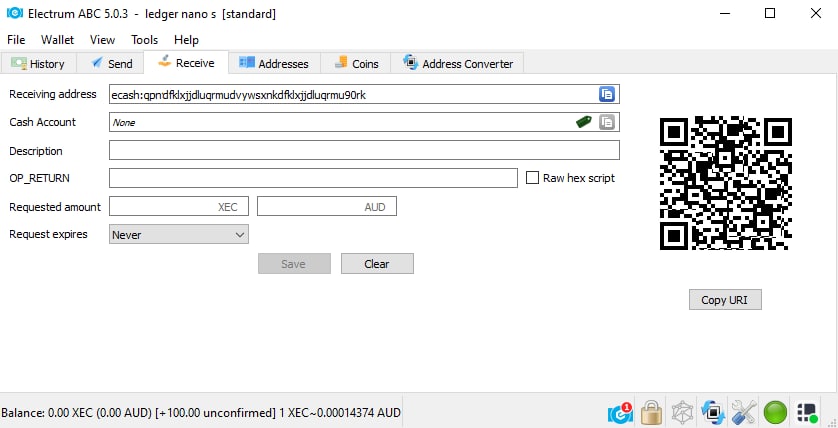 Electrum ABC 5.0.3 - ledger nano s [standard]
File Wallet View Tools Help
History Send Receive Addresses Coins Address Converter
Receiving address ecash:qpmdfklxjjdluqrmudvywsxnkdfklxjjdluqrmu90rk
Cash Account None
Description
OP_RETURN Raw hex script
Requested amount XEC AUD
Request expires Never
Save Clear
Copy URI
Balance: 0.00 XEC (0.00 AUD) [+100.00 unconfirmed] 1 XEC~0.00014374 AUD 1